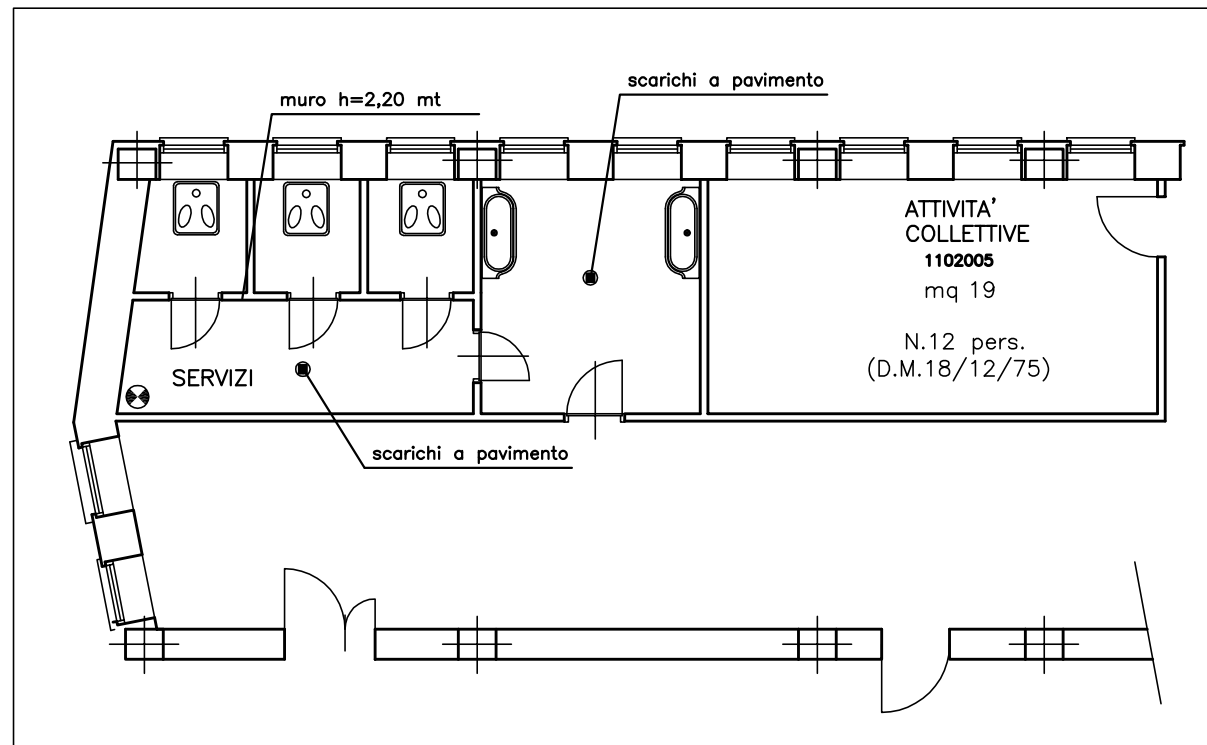 scarichi a pavimento
muro h=2,20 mt
ATTIVITA'
COLLETTIVE
1102005
mq 19
N.12 pers.
(D.M.18/12/75)
SERVIZI
scarichi a pavimento